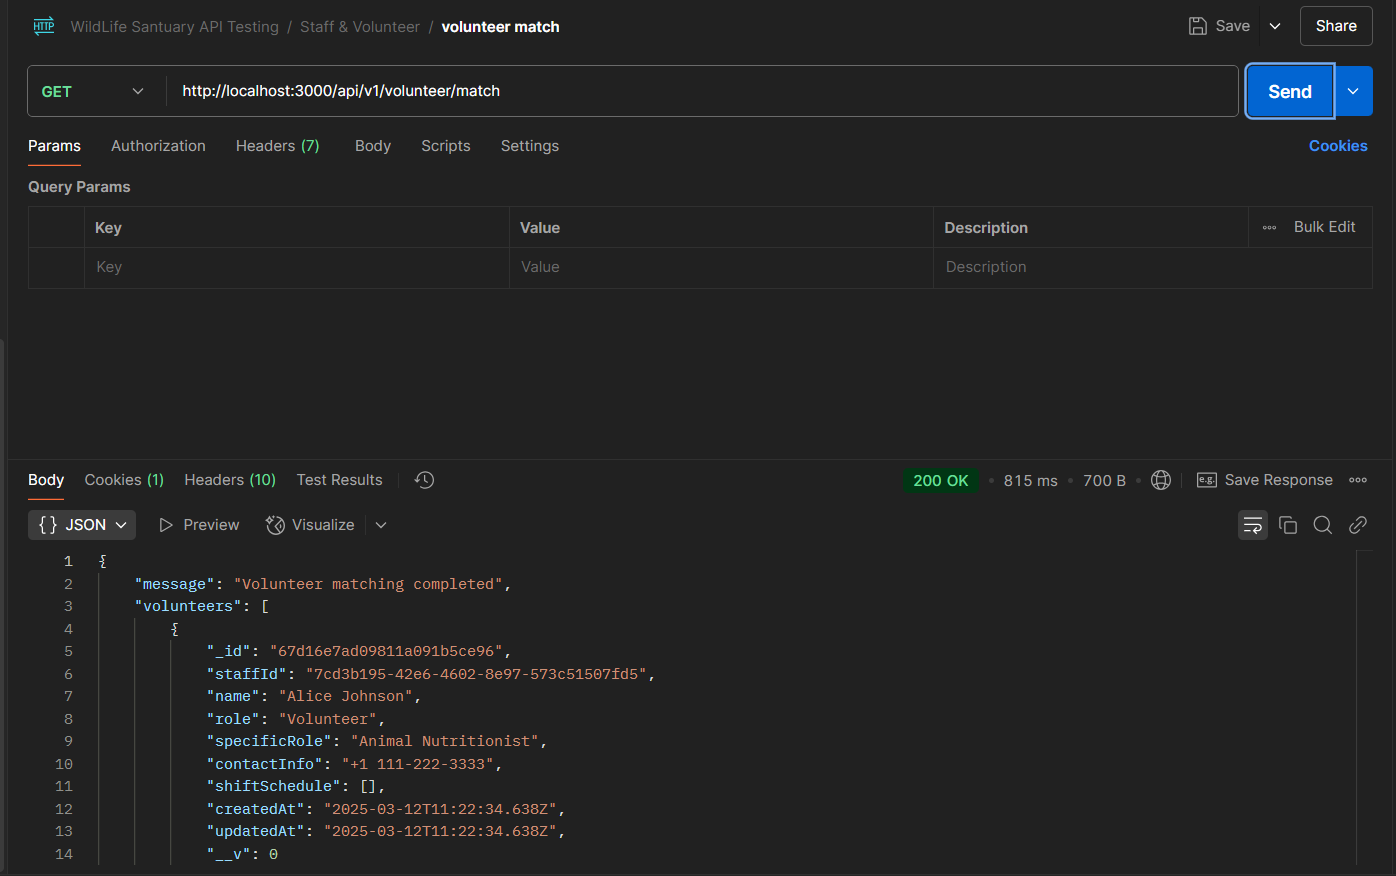 HTTP WildLife Santuary API Testing / Staff & Volunteer / volunteer match Save Share
GET http://localhost:3000/api/v1/volunteer/match Send
Params Authorization Headers (7) Body Scripts Settings Cookies
Query Params
Key Value Description Bulk Edit
Key Value Description
Body Cookies (1) Headers (10) Test Results 200 OK • 815 ms • 700 B • e.g. Save Response
{} JSON Preview Visualize
1 {
2 "message": "Volunteer matching completed",
3 "volunteers": [
4 {
5 "_id": "67d16e7ad09811a091b5ce96",
6 "staffId": "7cd3b195-42e6-4602-8e97-573c51507fd5",
7 "name": "Alice Johnson",
8 "role": "Volunteer",
9 "specificRole": "Animal Nutritionist",
10 "contactInfo": "+1 111-222-3333",
11 "shiftSchedule": [],
12 "createdAt": "2025-03-12T11:22:34.638Z",
13 "updatedAt": "2025-03-12T11:22:34.638Z",
14 "__v": 0